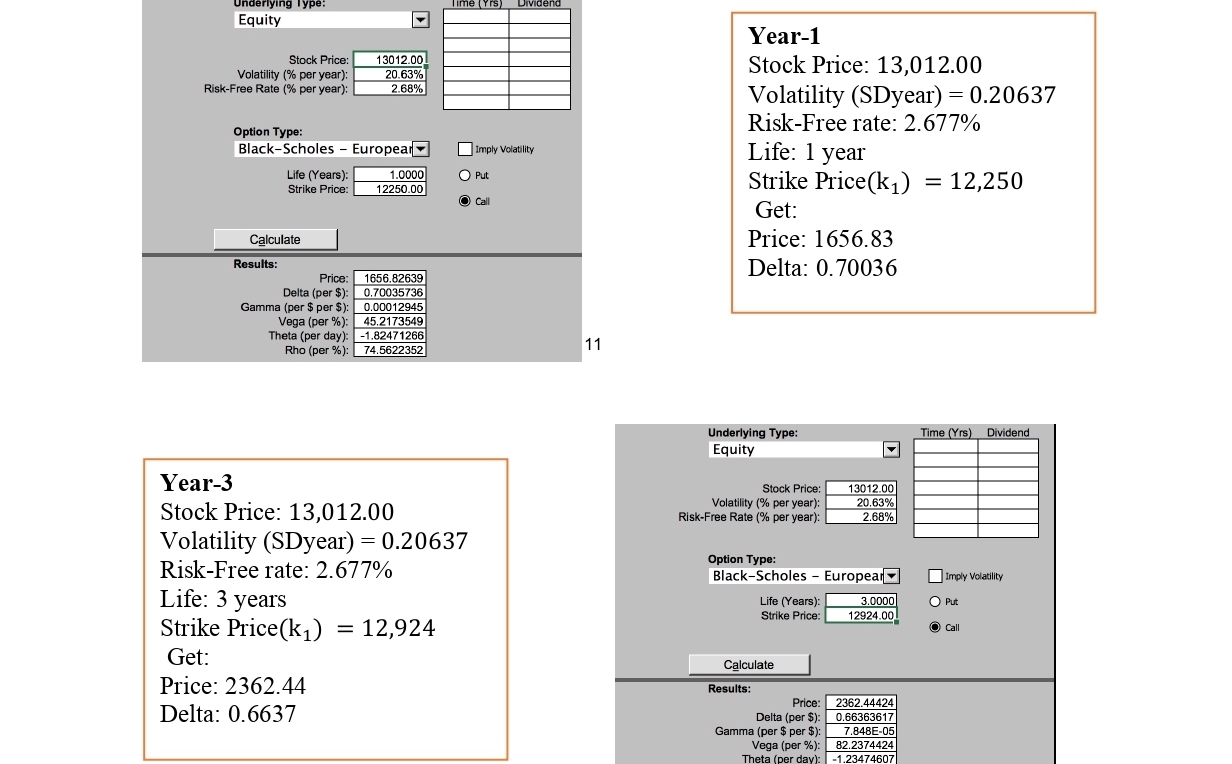 Underlying Type:
Time (Yrs) Dividend
Equity
Stock Price: 13012.00
Volatility (% per year): 20.63%
Risk-Free Rate (% per year): 2.68%
Option Type:
Black-Scholes - European
Imply Volatility
Life (Years): 1.0000
Put
Strike Price: 12250.00
Call
Calculate
Results:
Price: 1656.82639
Delta (per $): 0.70035736
Gamma (per $ per $): 0.00012945
Vega (per %): 45.2173549
Theta (per day): -1.82471266
Rho (per %): 74.5622352
Year-1
Stock Price: 13,012.00
Volatility (SDyear) = 0.20637
Risk-Free rate: 2.677%
Life: 1 year
Strike Price(k₁) = 12,250
Get:
Price: 1656.83
Delta: 0.70036
11
Year-3
Stock Price: 13,012.00
Volatility (SDyear) = 0.20637
Risk-Free rate: 2.677%
Life: 3 years
Strike Price(k₁) = 12,924
Get:
Price: 2362.44
Delta: 0.6637
Underlying Type:
Time (Yrs) Dividend
Equity
Stock Price: 13012.00
Volatility (% per year): 20.63%
Risk-Free Rate (% per year): 2.68%
Option Type:
Black-Scholes - European
Imply Volatility
Life (Years): 3.0000
Put
Strike Price: 12924.00
Call
Calculate
Results:
Price: 2362.44424
Delta (per $): 0.66363617
Gamma (per $ per $): 7.848E-05
Vega (per %): 82.2374424
Theta (per day): -1.23474607